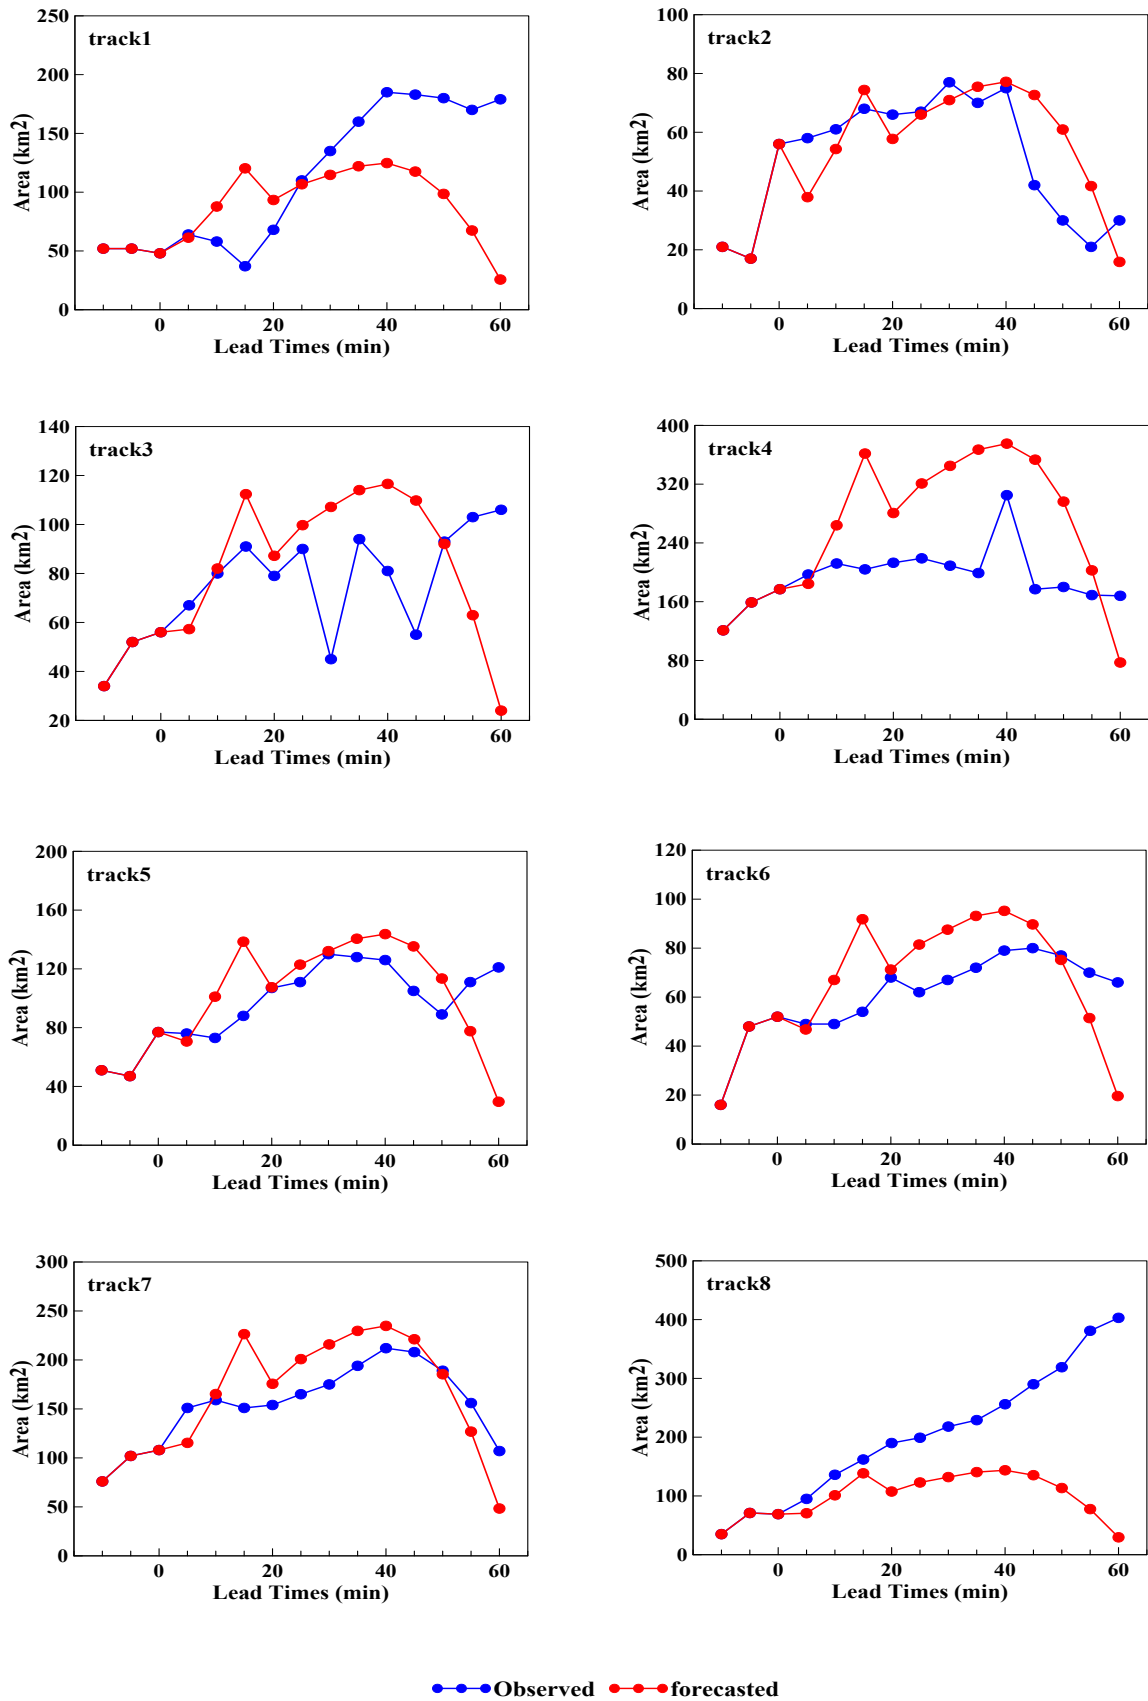 track1
Area (km2)
250
200
150
100
50
0
0 20 40 60
Lead Times (min)
track2
Area (km2)
100
80
60
40
20
0
0 20 40 60
Lead Times (min)
track3
Area (km2)
140
120
100
80
60
40
20
0 20 40 60
Lead Times (min)
track4
Area (km2)
400
320
240
160
80
0
0 20 40 60
Lead Times (min)
track5
Area (km2)
200
160
120
80
40
0
0 20 40 60
Lead Times (min)
track6
Area (km2)
120
100
80
60
40
20
0
0 20 40 60
Lead Times (min)
track7
Area (km2)
300
250
200
150
100
50
0
0 20 40 60
Lead Times (min)
track8
Area (km2)
500
400
300
200
100
0
0 20 40 60
Lead Times (min)
Observed forecasted